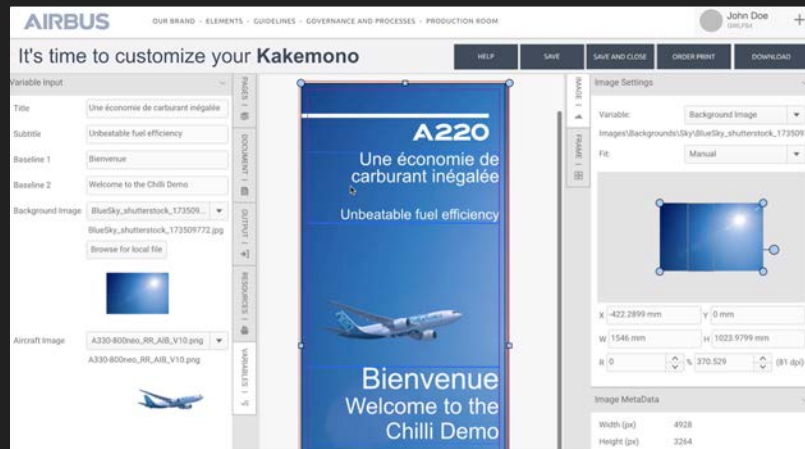 AIRBUS
OUR BRAND - ELEMENTS - GUIDELINES - GOVERNANCE AND PROCESSES - PRODUCTION ROOM
John Doe
It's time to customize your Kakemono
HELP
SAVE
SAVE AND CLOSE
ORDER PRINT
DOWNLOAD
Variable Input
Title
Une économie de carburant inégalée
Subtitle
Unbeatable fuel efficiency
Baseline 1
Bienvenue
Baseline 2
Welcome to the Chilli Demo
Background Image
BlueSky_shutterstock_173509...
BlueSky_shutterstock_173509772.jpg
Browse for local file
Aircraft Image
A330-800neo_RR_AIB_V10.png
A330-800neo_RR_AIB_V10.png
PAGES
DOCUMENT
OUTPUT
RESOURCES
VARIABLES
A220
Une économie de
carburant inégalée
Unbeatable fuel efficiency
Bienvenue
Welcome to the
Chilli Demo
IMAGE
FRAME
Image Settings
Variable:
Background Image
Images\Backgrounds\Sky\BlueSky_shutterstock_173509
Fit:
Manual
X -422.2899 mm
Y 0 mm
W 1546 mm
H 1023.9799 mm
R 0
% 370.529
(81 dpi)
Image MetaData
Width (px) 4928
Height (px) 3264